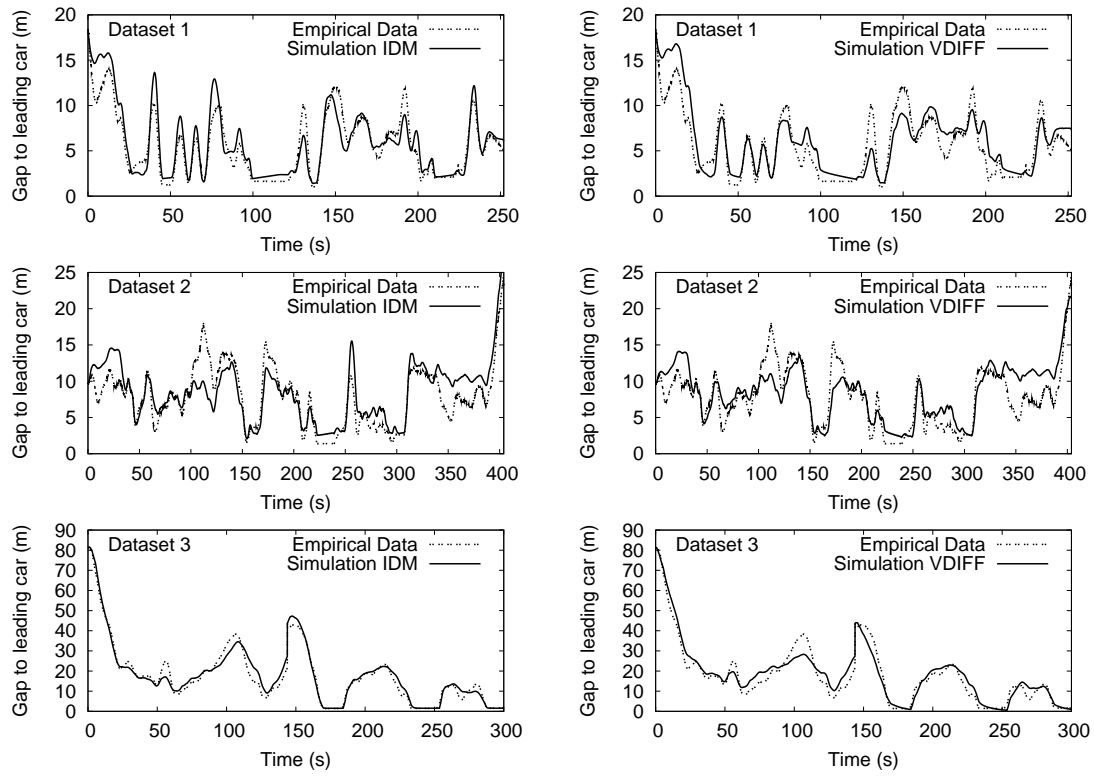 Gap to leading car (m)
20
15
10
5
0
Dataset 1
Empirical Data
Simulation IDM
0 50 100 150 200 250
Time (s)
Gap to leading car (m)
20
15
10
5
0
Dataset 1
Empirical Data
Simulation VDIFF
0 50 100 150 200 250
Time (s)
Gap to leading car (m)
25
20
15
10
5
0
Dataset 2
Empirical Data
Simulation IDM
0 50 100 150 200 250 300 350 400
Time (s)
Gap to leading car (m)
25
20
15
10
5
0
Dataset 2
Empirical Data
Simulation VDIFF
0 50 100 150 200 250 300 350 400
Time (s)
Gap to leading car (m)
90
80
70
60
50
40
30
20
10
0
Dataset 3
Empirical Data
Simulation IDM
0 50 100 150 200 250 300
Time (s)
Gap to leading car (m)
90
80
70
60
50
40
30
20
10
0
Dataset 3
Empirical Data
Simulation VDIFF
0 50 100 150 200 250 300
Time (s)